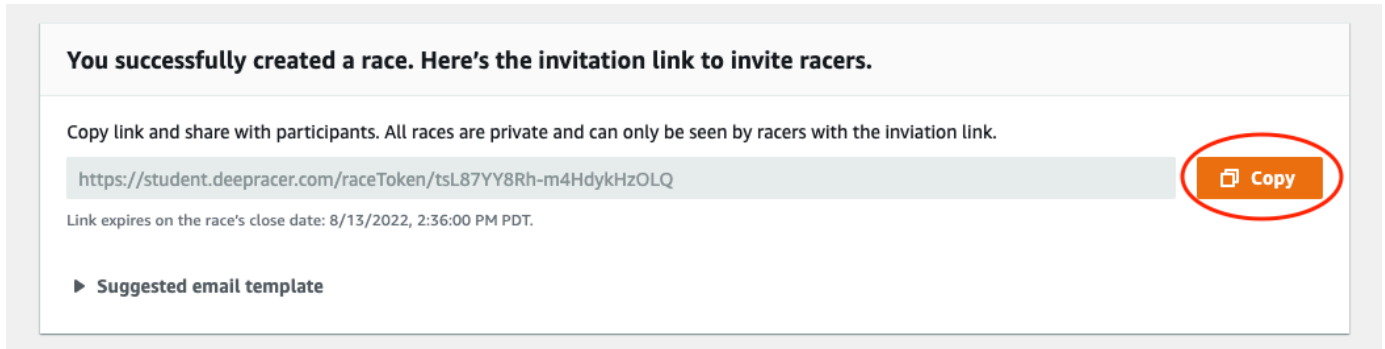 You successfully created a race. Here’s the invitation link to invite racers.
Copy link and share with participants. All races are private and can only be seen by racers with the inviation link.
https://student.deepracer.com/raceToken/tsL87YY8Rh-m4HdykHzOLQ
Copy
Link expires on the race’s close date: 8/13/2022, 2:36:00 PM PDT.
Suggested email template